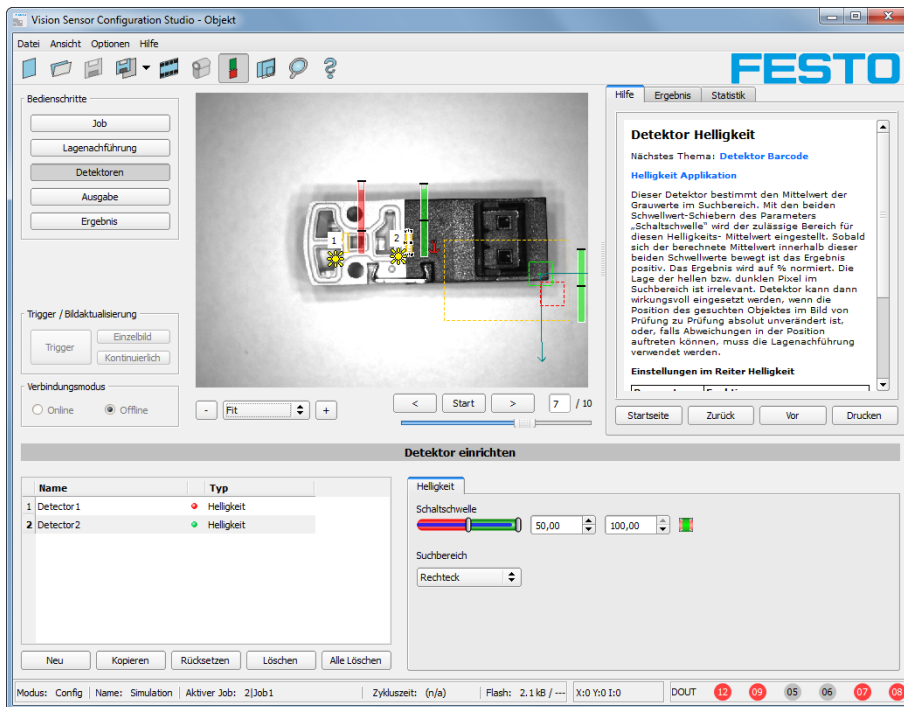 Vision Sensor Configuration Studio - Objekt
Datei Ansicht Optionen Hilfe
FESTO
Bedienschritte
Job
Lagenachführung
Detektoren
Ausgabe
Ergebnis
Trigger / Bildaktualisierung
Trigger
Einzelbild
Kontinuierlich
Verbindungsmodus
Online Offline
1
2
1
- Fit +
< Start > 7 / 10
Hilfe Ergebnis Statistik
Detektor Helligkeit
Nächstes Thema: Detektor Barcode
Helligkeit Applikation
Dieser Detektor bestimmt den Mittelwert der
Grauwerte im Suchbereich. Mit den beiden
Schwellwert-Schiebern des Parameters
„Schaltschwelle" wird der zulässige Bereich für
diesen Helligkeits- Mittelwert eingestellt. Sobald
sich der berechnete Mittelwert innerhalb dieser
beiden Schwellwerte bewegt ist das Ergebnis
positiv. Das Ergebnis wird auf % normiert. Die
Lage der hellen bzw. dunklen Pixel im
Suchbereich ist irrelevant. Detektor kann dann
wirkungsvoll eingesetzt werden, wenn die
Position des gesuchten Objektes im Bild von
Prüfung zu Prüfung absolut unverändert ist,
oder, falls Abweichungen in der Position
auftreten können, muss die Lagenachführung
verwendet werden.
Einstellungen im Reiter Helligkeit
Startseite Zurück Vor Drucken
Detektor einrichten
Name Typ
1 Detector1 Helligkeit
2 Detector2 Helligkeit
Neu Kopieren Rücksetzen Löschen Alle Löschen
Helligkeit
Schaltschwelle
50,00 100,00
Suchbereich
Rechteck
Modus: Config Name: Simulation Aktiver Job: 2|Job1 Zykluszeit: (n/a) Flash: 2.1 kB / --- X:0 Y:0 I:0 DOUT 12 09 05 06 07 08